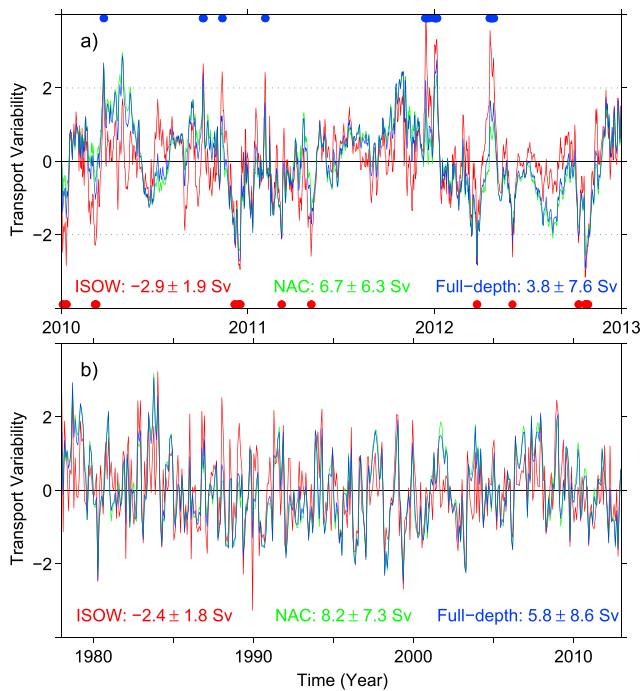 a)
Transport Variability
2
0
−2
ISOW: −2.9 ± 1.9 Sv NAC: 6.7 ± 6.3 Sv Full−depth: 3.8 ± 7.6 Sv
2010 2011 2012 2013
b)
Transport Variability
2
0
−2
ISOW: −2.4 ± 1.8 Sv NAC: 8.2 ± 7.3 Sv Full−depth: 5.8 ± 8.6 Sv
1980 1990 2000 2010
Time (Year)